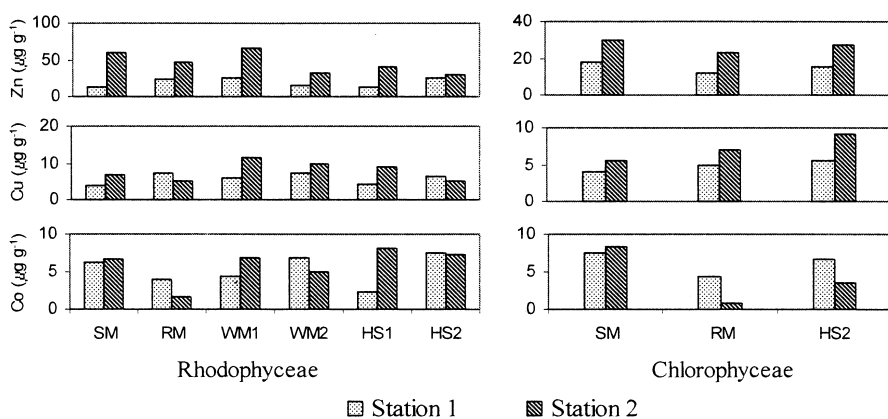 Zn (μg g⁻¹)
100
50
0
40
20
0
Cu (μg g⁻¹)
20
10
0
10
5
0
Co (μg g⁻¹)
10
5
0
10
5
0
SM RM WM1 WM2 HS1 HS2
SM RM HS2
Rhodophyceae
Chlorophyceae
Station 1 Station 2